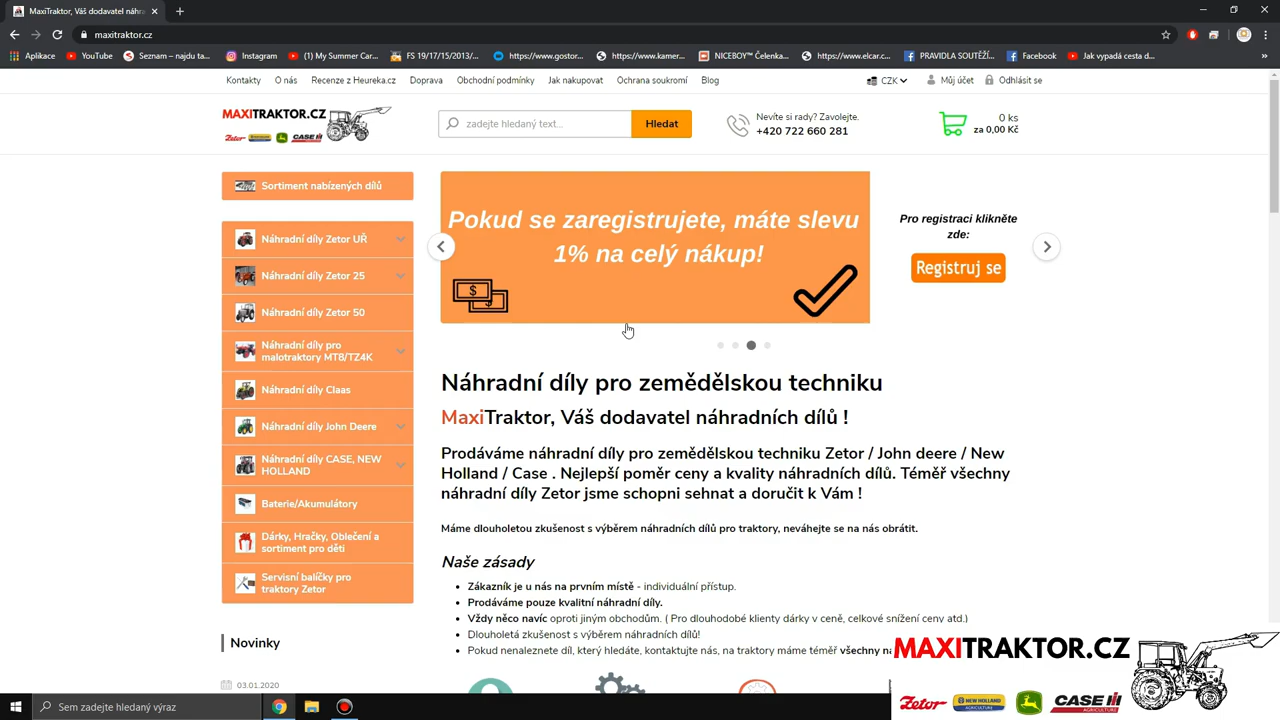 MaxiTraktor, Váš dodavatel náhra
maxitraktor.cz
Aplikace
YouTube
Seznam – najdu ta...
Instagram
(1) My Summer Car...
FS 19/17/15/2013/...
https://www.gostor...
https://www.kamer...
NICEBOY® Čelenka...
https://www.elcar.c...
PRAVIDLA SOUTĚŽÍ...
Facebook
Jak vypadá cesta d...
Kontakty
O nás
Recenze z Heureka.cz
Doprava
Obchodní podmínky
Jak nakupovat
Ochrana soukromí
Blog
CZK
Můj účet
Odhlásit se
MAXITRAKTOR.CZ
Zetor
CASE IH
zadejte hledaný text...
Hledat
Nevíte si rady? Zavolejte.
+420 722 660 281
0 ks
za 0,00 Kč
Sortiment nabízených dílů
Náhradní díly Zetor UŘ
Náhradní díly Zetor 25
Náhradní díly Zetor 50
Náhradní díly pro
malotraktory MT8/TZ4K
Náhradní díly Claas
Náhradní díly John Deere
Náhradní díly CASE, NEW
HOLLAND
Baterie/Akumulátory
Dárky, Hračky, Oblečení a
sortiment pro děti
Servisní balíčky pro
traktory Zetor
Novinky
03.01.2020
Pokud se zaregistrujete, máte slevu
1% na celý nákup!
Pro registraci klikněte
zde:
Registruj se
Náhradní díly pro zemědělskou techniku
MaxiTraktor, Váš dodavatel náhradních dílů !
Prodáváme náhradní díly pro zemědělskou techniku Zetor / John deere / New
Holland / Case . Nejlepší poměr ceny a kvality náhradních dílů. Téměř všechny
náhradní díly Zetor jsme schopni sehnat a doručit k Vám !
Máme dlouholetou zkušenost s výběrem náhradních dílů pro traktory, neváhejte se na nás obrátit.
Naše zásady
Zákazník je u nás na prvním místě - individuální přístup.
Prodáváme pouze kvalitní náhradní díly.
Vždy něco navíc oproti jiným obchodům. ( Pro dlouhodobé klienty dárky v ceně, celkové snížení ceny atd.)
Dlouholetá zkušenost s výběrem náhradních dílů!
Pokud nenaleznete díl, který hledáte, kontaktujte nás, na traktory máme téměř všechny
MAXITRAKTOR.CZ
Zetor
NEW HOLLAND
AGRICULTURE
CASE IH
AGRICULTURE
Sem zadejte hledaný výraz